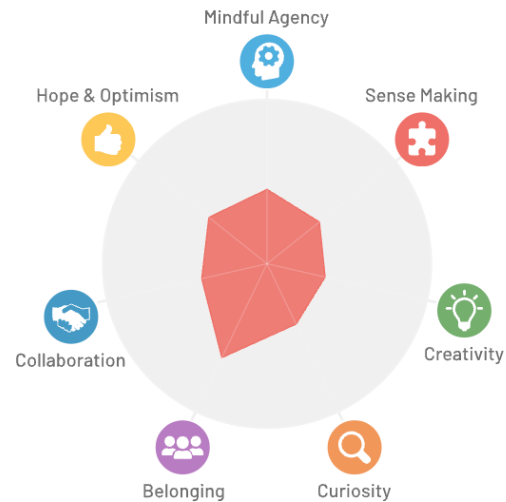 Mindful Agency
Hope & Optimism
Sense Making
Collaboration
Creativity
Belonging
Curiosity